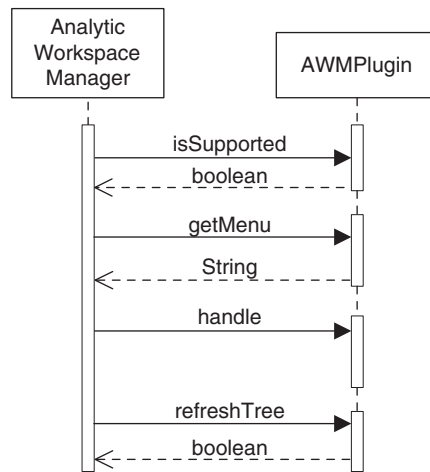 Analytic
Workspace
Manager
AWMPlugin
isSupported
boolean
getMenu
String
handle
refreshTree
boolean